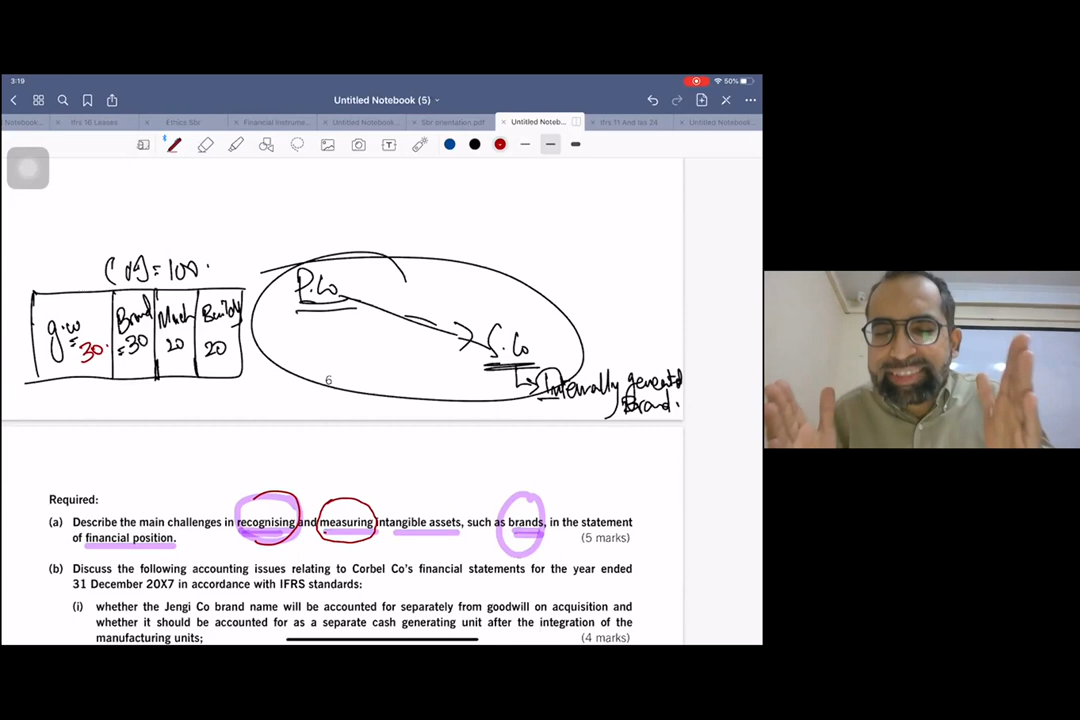 3:19
50%
Untitled Notebook (5)
Notebook...
Ifrs 16 Leases
Ethics Sbr
Financial Instrume...
Untitled Notebook...
Sbr orientation.pdf
Untitled Noteb...
Ifrs 11 And Ias 24
Untitled Notebook...
= 100.
g.w = 30.
Brand = 30
Mach 20
20
P.Co
S.Co
Internally generated
Brand.
6
Required:
(a) Describe the main challenges in recognising and measuring intangible assets, such as brands, in the statement
of financial position. (5 marks)
(b) Discuss the following accounting issues relating to Corbel Co's financial statements for the year ended
31 December 20X7 in accordance with IFRS standards:
(i) whether the Jengi Co brand name will be accounted for separately from goodwill on acquisition and
whether it should be accounted for as a separate cash generating unit after the integration of the
manufacturing units; (4 marks)